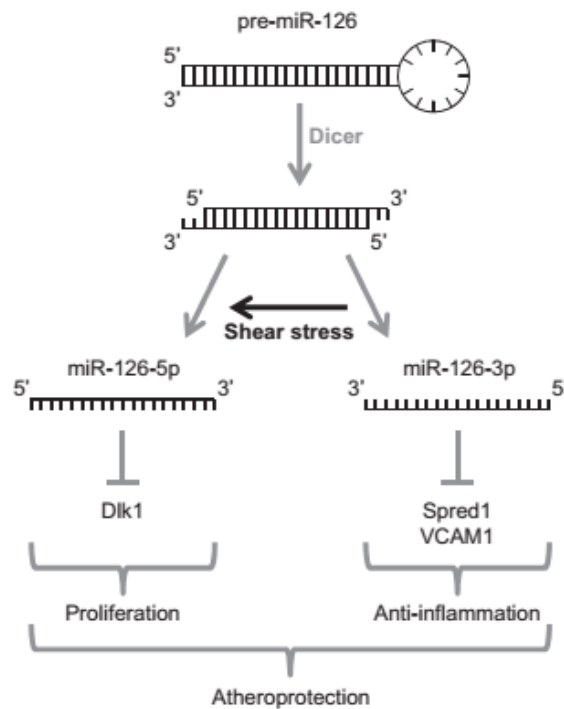 pre-miR-126
5'
3'
Dicer
5' 3'
3' 5'
Shear stress
miR-126-5p miR-126-3p
5' 3' 3' 5
Dlk1 Spred1
VCAM1
Proliferation Anti-inflammation
Atheroprotection